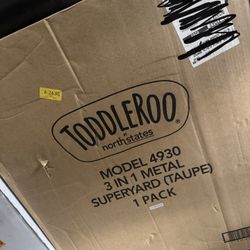 TODDLEROO
by
northstates
MODEL 4930
3 IN 1 METAL
SUPERYARD (TAUPE)
1 PACK